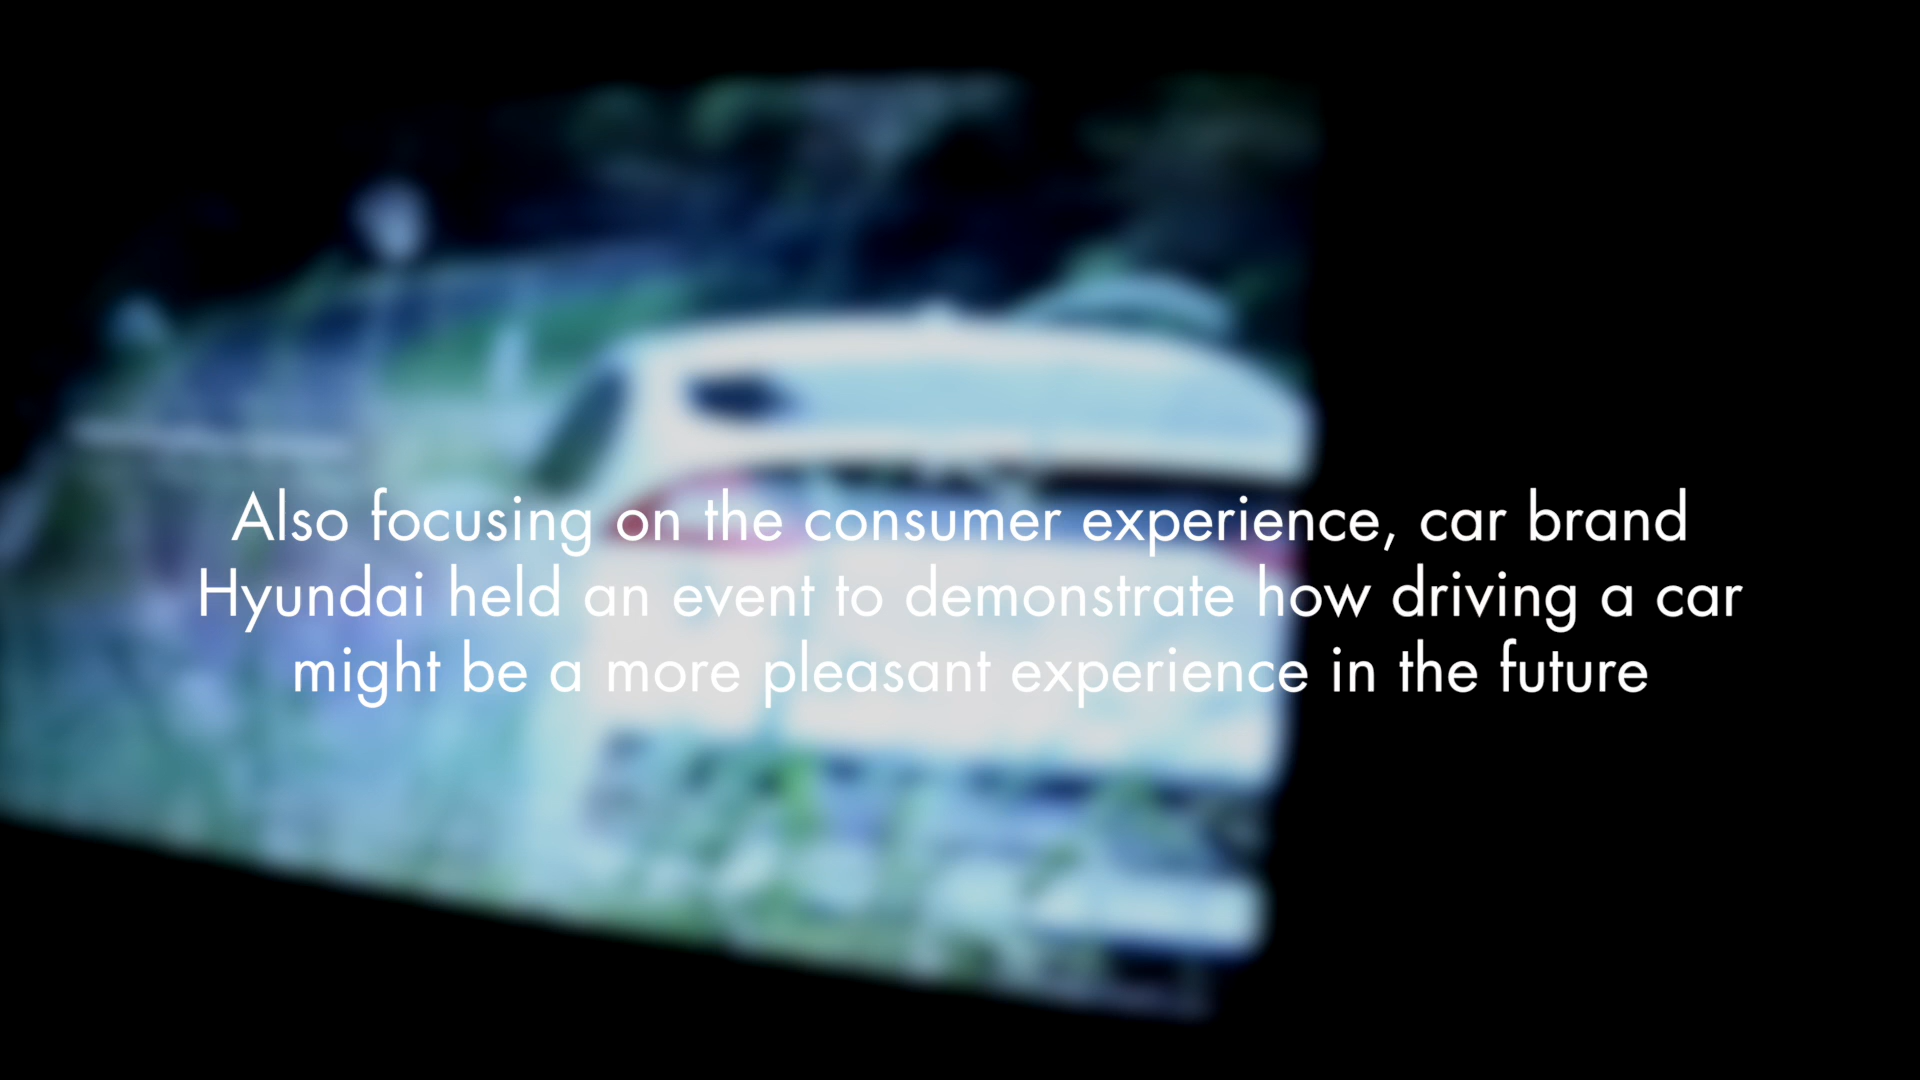 Also focusing on the consumer experience, car brand
Hyundai held an event to demonstrate how driving a car
might be a more pleasant experience in the future